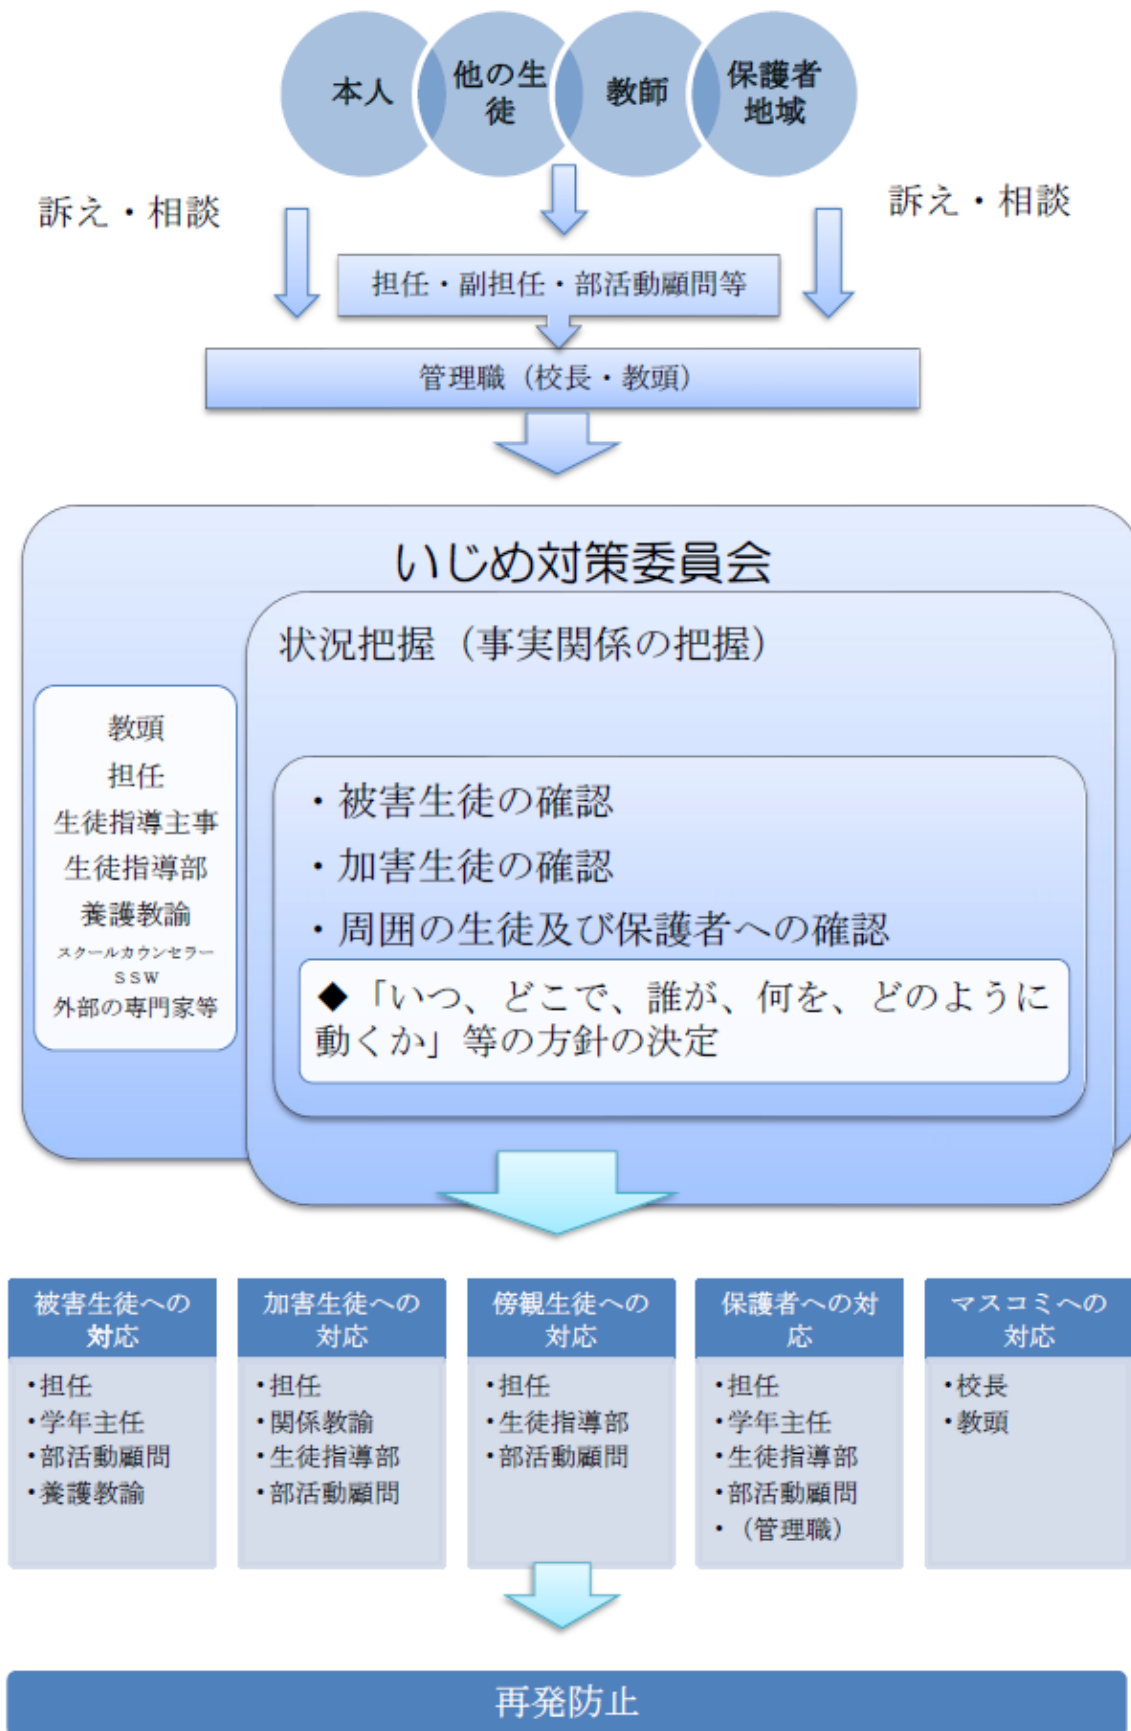 本人
他の生
徒
教師
保護者
地域
訴え・相談
訴え・相談
担任・副担任・部活動顧問等
管理職（校長・教頭）
いじめ対策委員会
状況把握（事実関係の把握）
教頭
担任
生徒指導主事
生徒指導部
養護教諭
スクールカウンセラー
ＳＳＷ
外部の専門家等
・被害生徒の確認
・加害生徒の確認
・周囲の生徒及び保護者への確認
◆「いつ、どこで、誰が、何を、どのように
動くか」等の方針の決定
被害生徒への
対応
・担任
・学年主任
・部活動顧問
・養護教諭
加害生徒への
対応
・担任
・関係教諭
・生徒指導部
・部活動顧問
傍観生徒への
対応
・担任
・生徒指導部
・部活動顧問
保護者への対
応
・担任
・学年主任
・生徒指導部
・部活動顧問
・（管理職）
マスコミへの
対応
・校長
・教頭
再発防止